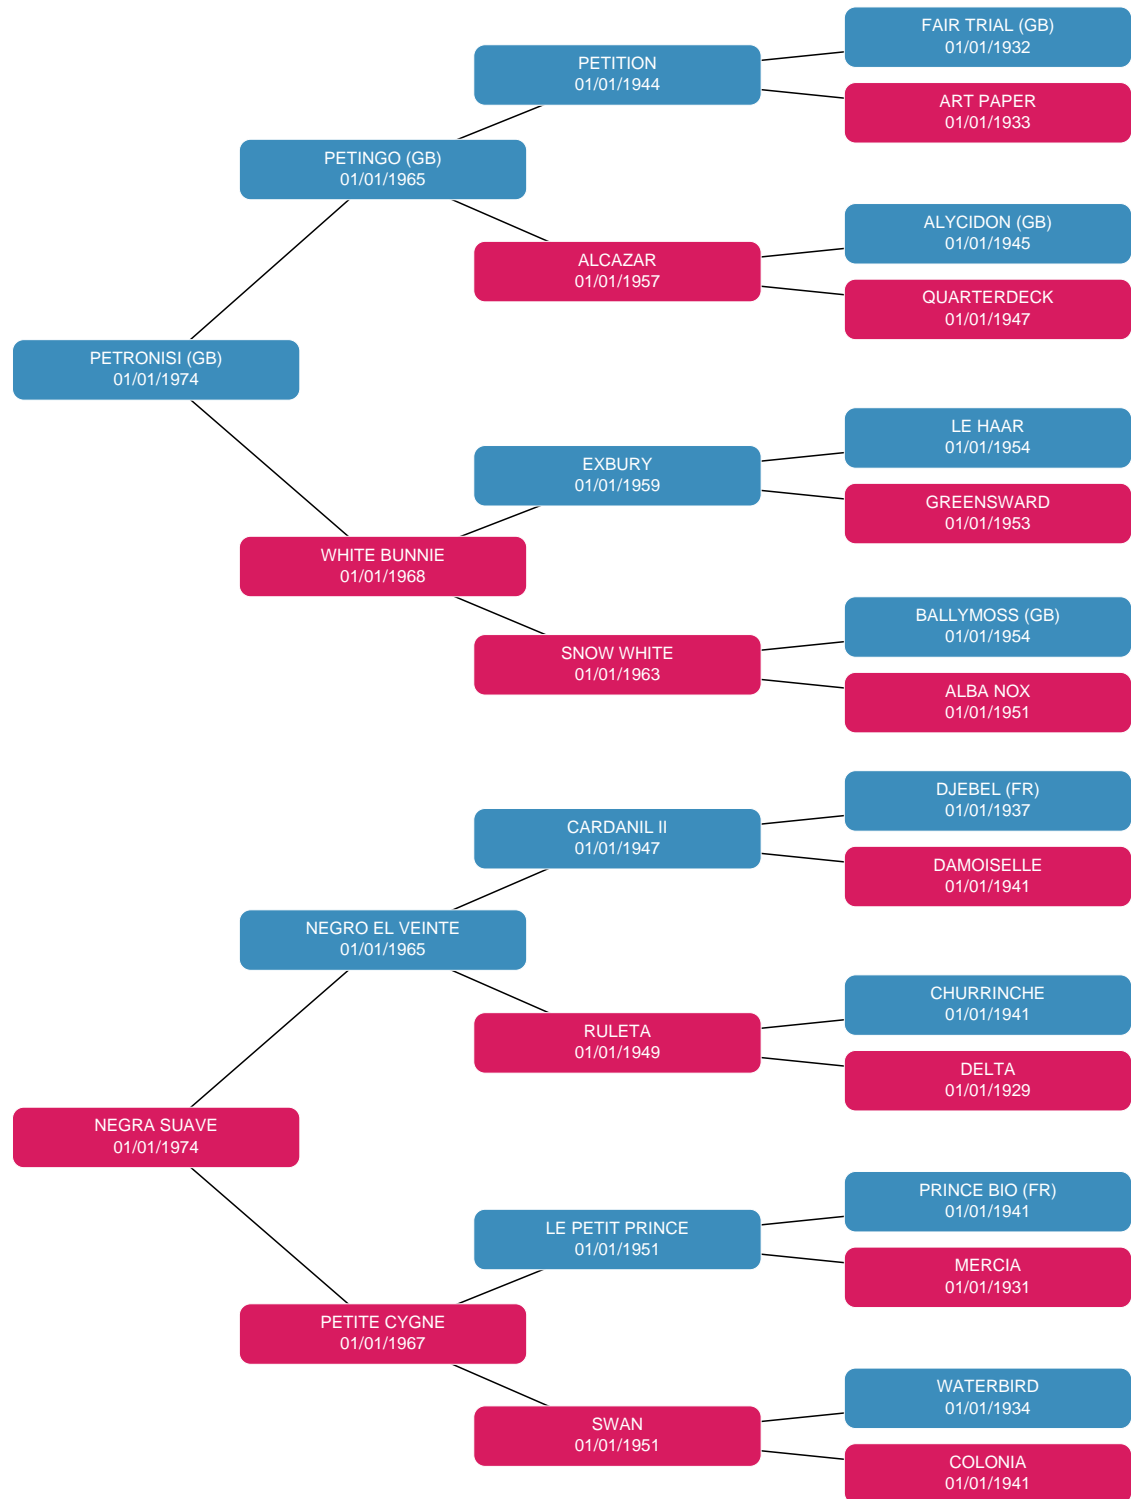 FAIR TRIAL (GB)
01/01/1932
PETITION
01/01/1944
ART PAPER
01/01/1933
PETINGO (GB)
01/01/1965
ALYCIDON (GB)
01/01/1945
ALCAZAR
01/01/1957
QUARTERDECK
01/01/1947
PETRONISI (GB)
01/01/1974
LE HAAR
01/01/1954
EXBURY
01/01/1959
GREENSWARD
01/01/1953
WHITE BUNNIE
01/01/1968
BALLYMOSS (GB)
01/01/1954
SNOW WHITE
01/01/1963
ALBA NOX
01/01/1951
DJEBEL (FR)
01/01/1937
CARDANIL II
01/01/1947
DAMOISELLE
01/01/1941
NEGRO EL VEINTE
01/01/1965
CHURRINCHE
01/01/1941
RULETA
01/01/1949
DELTA
01/01/1929
NEGRA SUAVE
01/01/1974
PRINCE BIO (FR)
01/01/1941
LE PETIT PRINCE
01/01/1951
MERCIA
01/01/1931
PETITE CYGNE
01/01/1967
WATERBIRD
01/01/1934
SWAN
01/01/1951
COLONIA
01/01/1941